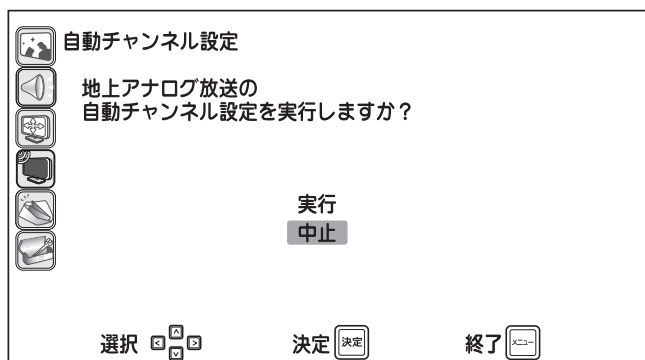 自動チャンネル設定
地上アナログ放送の
自動チャンネル設定を実行しますか？
実行
中止
選択 決定 決定 終了 メニュー